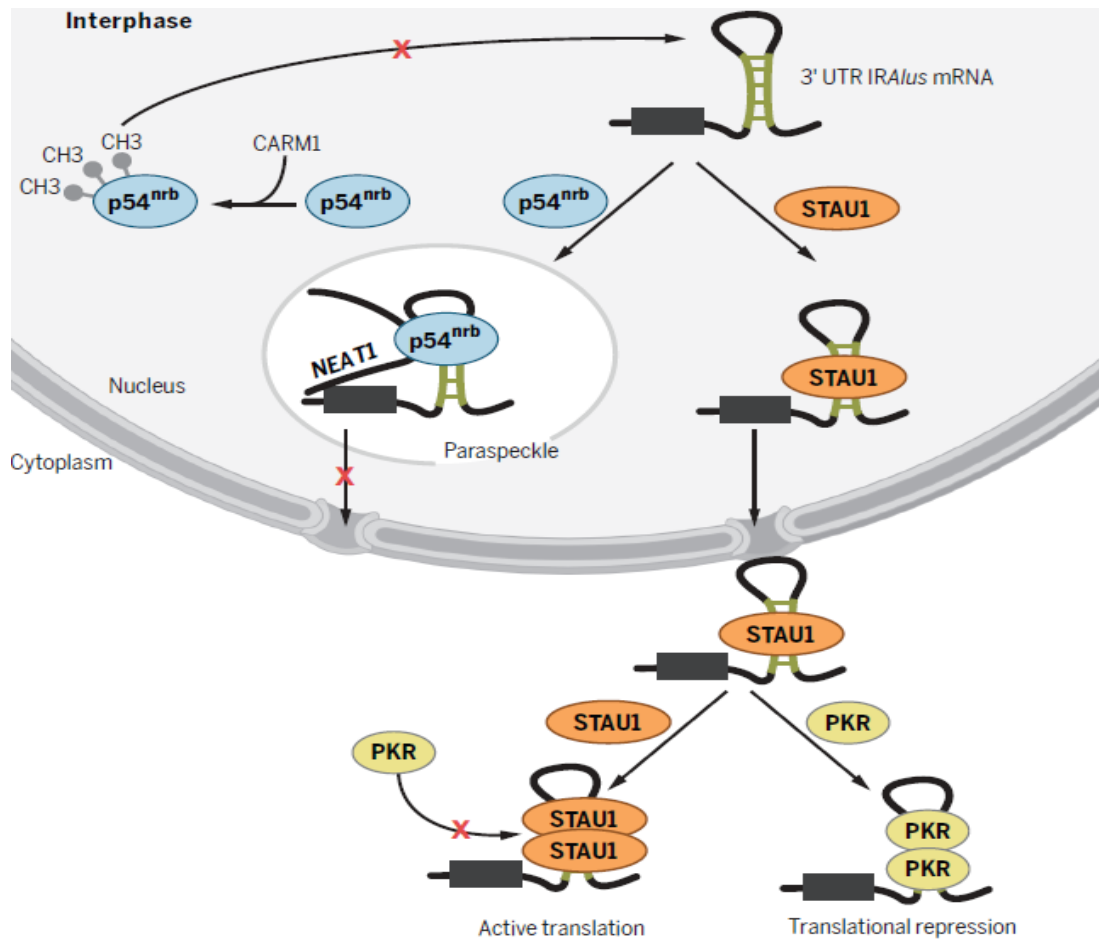 Interphase
3' UTR IRAlus mRNA
CH3
CH3
CH3
CARM1
p54nrb
p54nrb
p54nrb
STAU1
p54nrb
NEAT1
STAU1
Nucleus
Paraspeckle
Cytoplasm
STAU1
STAU1
PKR
PKR
STAU1
STAU1
PKR
PKR
Active translation
Translational repression